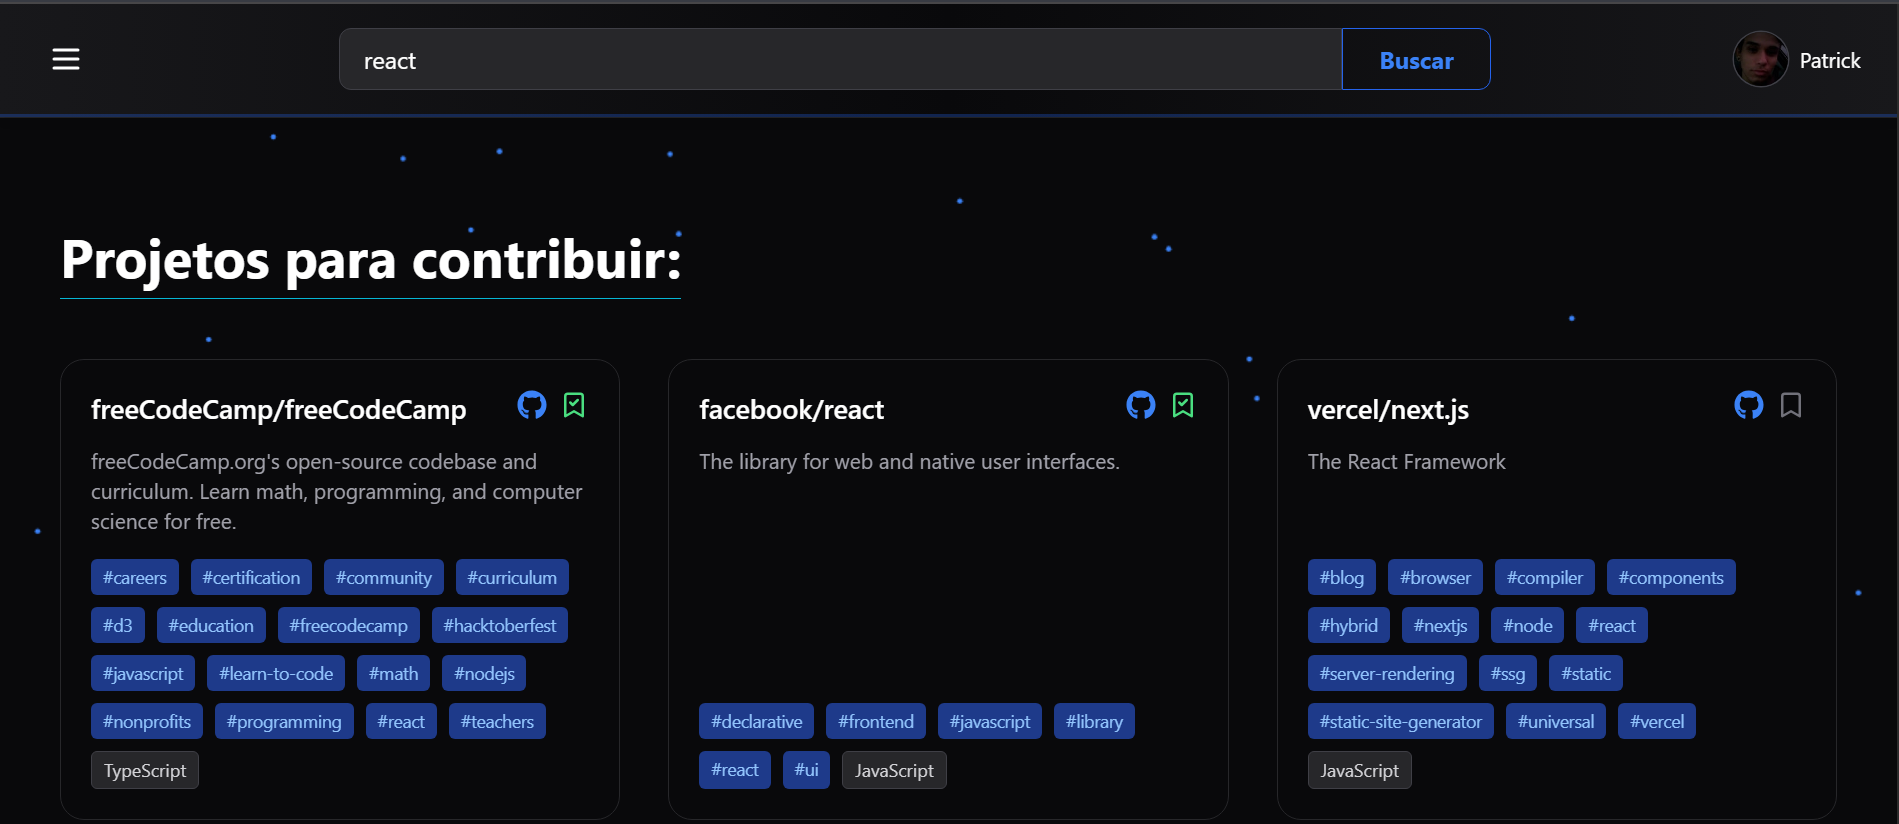 react
Buscar
Patrick
Projetos para contribuir:
freeCodeCamp/freeCodeCamp
freeCodeCamp.org's open-source codebase and
curriculum. Learn math, programming, and computer
science for free.
#careers #certification #community #curriculum
#d3 #education #freecodecamp #hacktoberfest
#javascript #learn-to-code #math #nodejs
#nonprofits #programming #react #teachers
TypeScript
facebook/react
The library for web and native user interfaces.
#declarative #frontend #javascript #library
#react #ui JavaScript
vercel/next.js
The React Framework
#blog #browser #compiler #components
#hybrid #nextjs #node #react
#server-rendering #ssg #static
#static-site-generator #universal #vercel
JavaScript